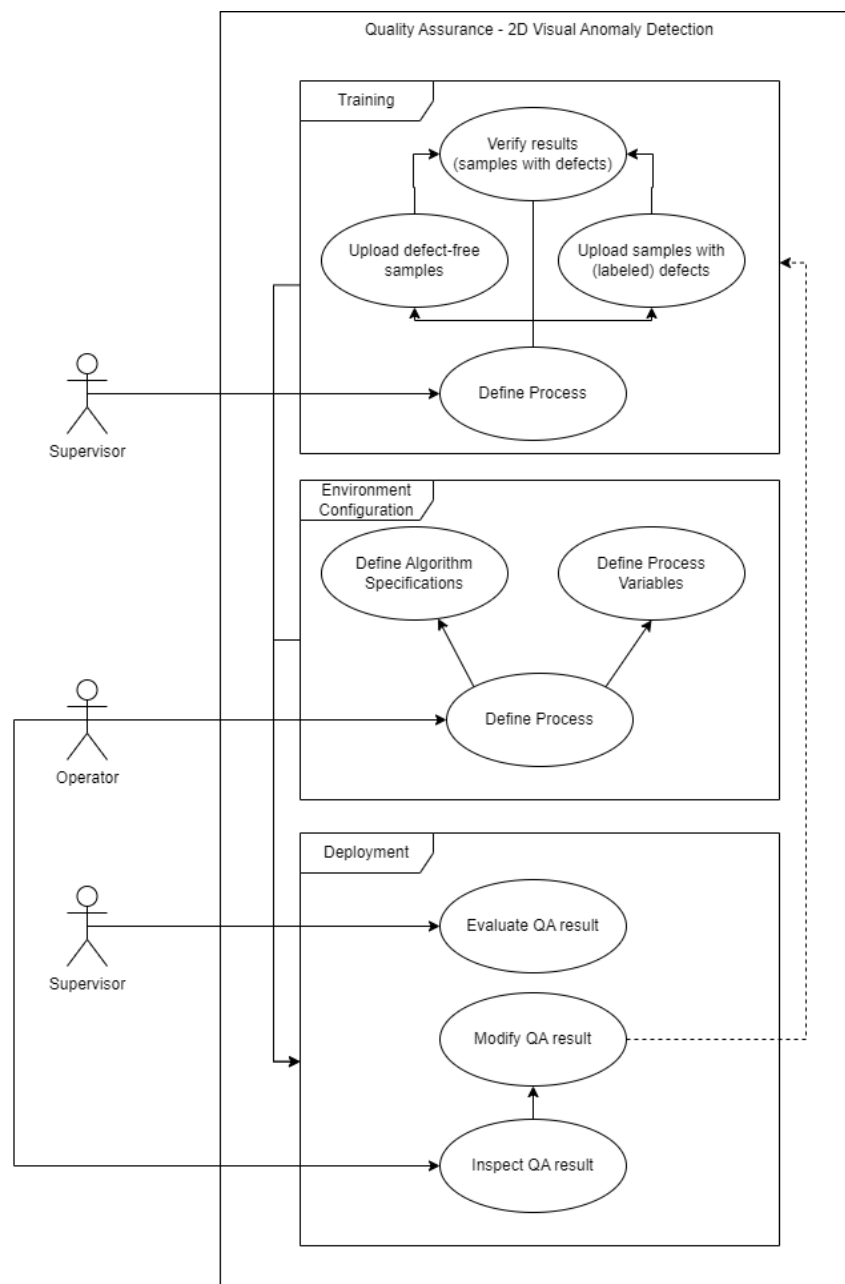 Quality Assurance - 2D Visual Anomaly Detection
Training
Verify results
(samples with defects)
Upload defect-free
samples
Upload samples with
(labeled) defects
Define Process
Supervisor
Environment
Configuration
Define Algorithm
Specifications
Define Process
Variables
Define Process
Operator
Deployment
Evaluate QA result
Supervisor
Modify QA result
Inspect QA result